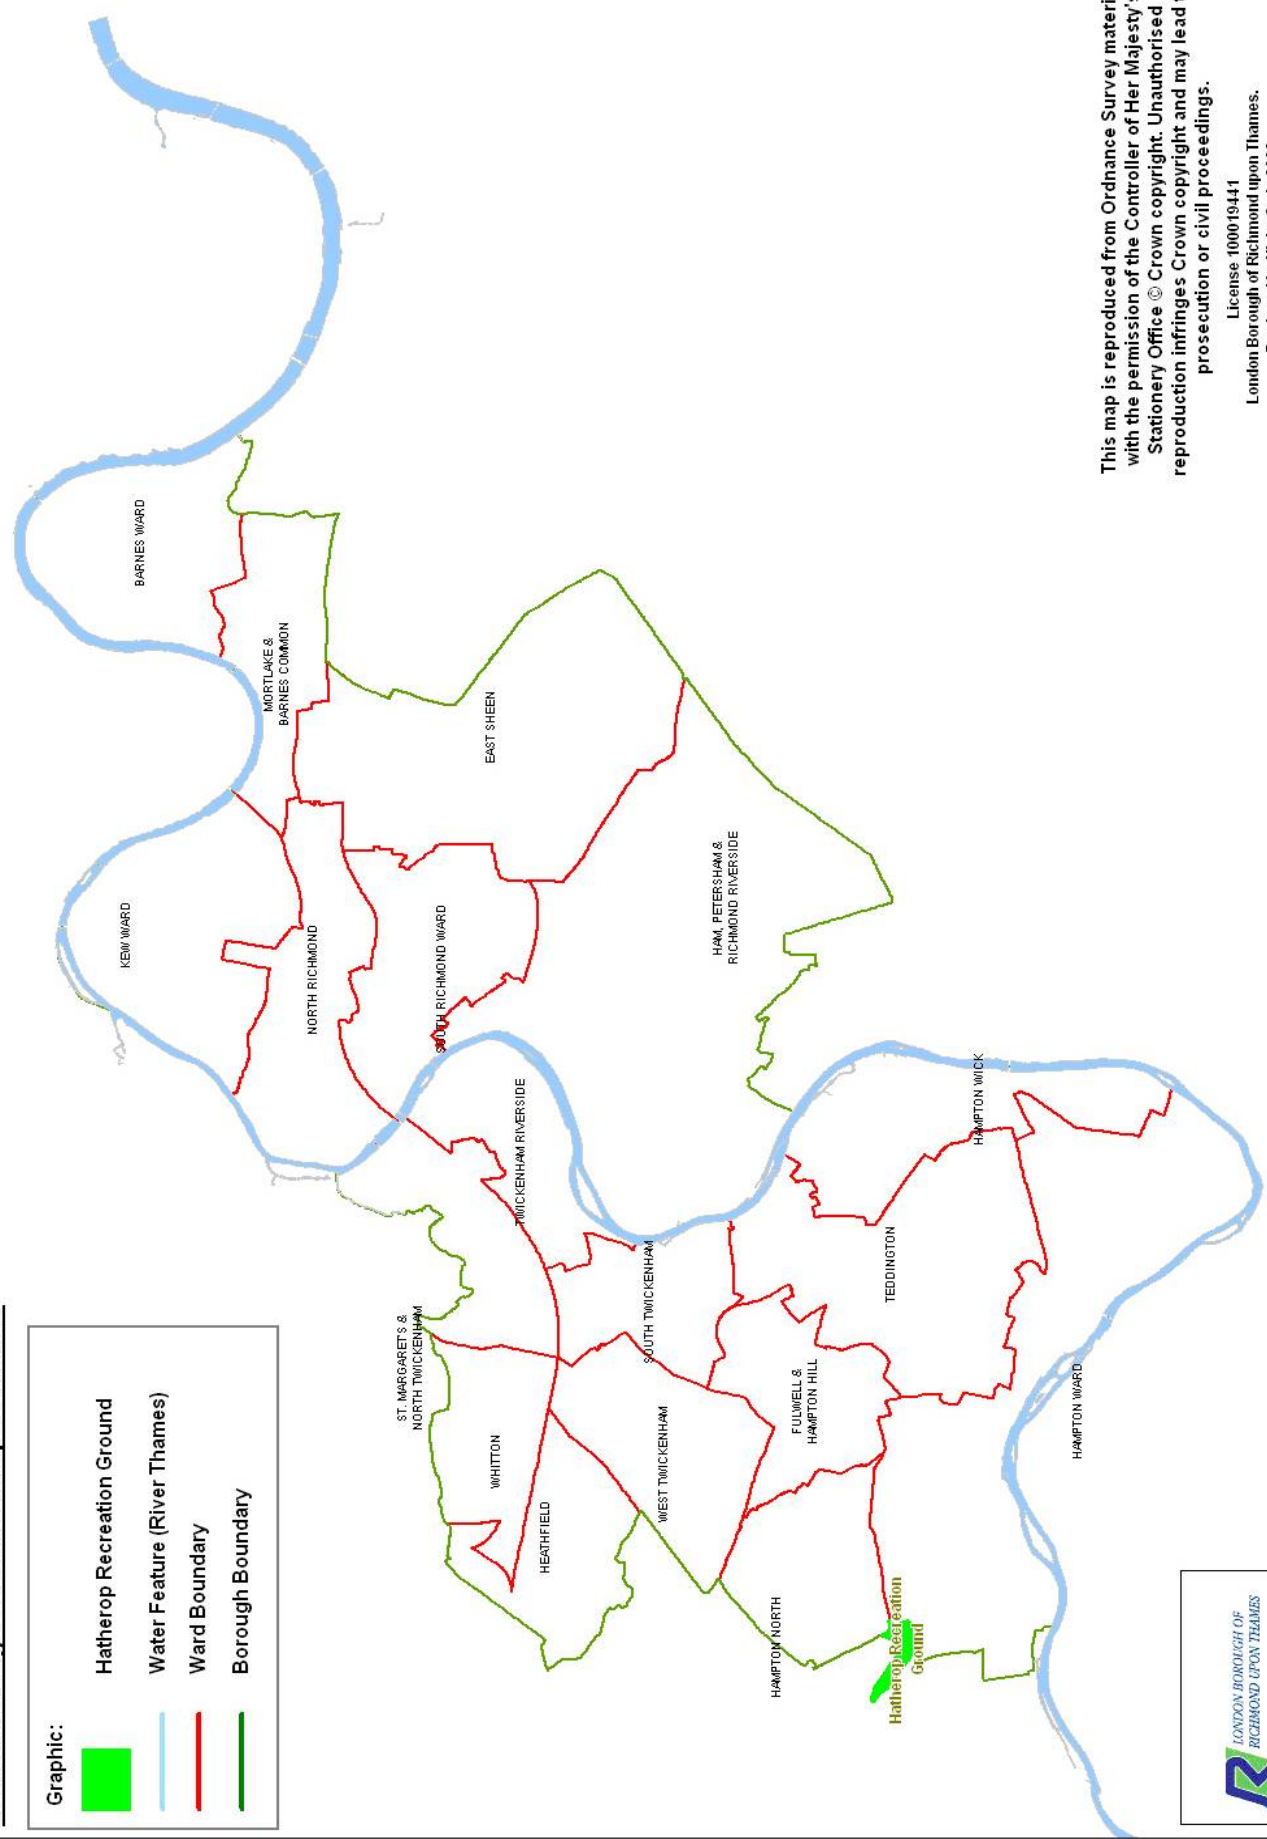 Graphic:
Hatherop Recreation Ground
Water Feature (River Thames)
Ward Boundary
Borough Boundary
BARNES WARD
MORTLAKE &
BARNES COMMON
EAST SHEEN
KEW WARD
NORTH RICHMOND
SOUTH RICHMOND WARD
HAM, PETERSHAM &
RICHMOND RIVERSIDE
TWICKENHAM RIVERSIDE
ST. MARGARETS &
NORTH TWICKENHAM
SOUTH TWICKENHAM
WHITTON
HEATHFIELD
WEST TWICKENHAM
FULWELL &
HAMPTON HILL
TEDDINGTON
HAMPTON WICK
HAMPTON NORTH
HAMPTON WARD
Hatherop Recreation
Ground
This map is reproduced from Ordnance Survey materi
with the permission of the Controller of Her Majesty's
Stationery Office © Crown copyright. Unauthorised
reproduction infringes Crown copyright and may lead
prosecution or civil proceedings.
License 100019441
London Borough of Richmond upon Thames.
LONDON BOROUGH OF
RICHMOND UPON THAMES